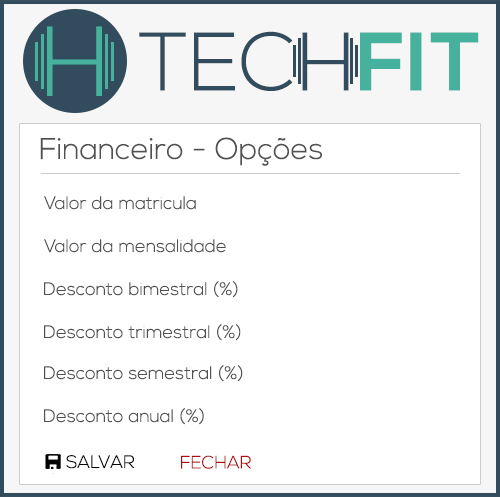 TECHFIT
Financeiro - Opções
Valor da matricula
Valor da mensalidade
Desconto bimestral (%)
Desconto trimestral (%)
Desconto semestral (%)
Desconto anual (%)
SALVAR FECHAR